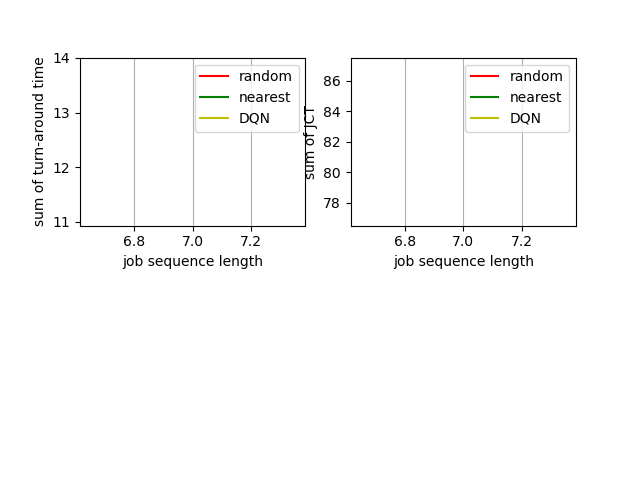 sum of turn-around time
14
13
12
11
6.8 7.0 7.2
job sequence length
random
nearest
DQN
sum of JCT
86
84
82
80
78
6.8 7.0 7.2
job sequence length
random
nearest
DQN